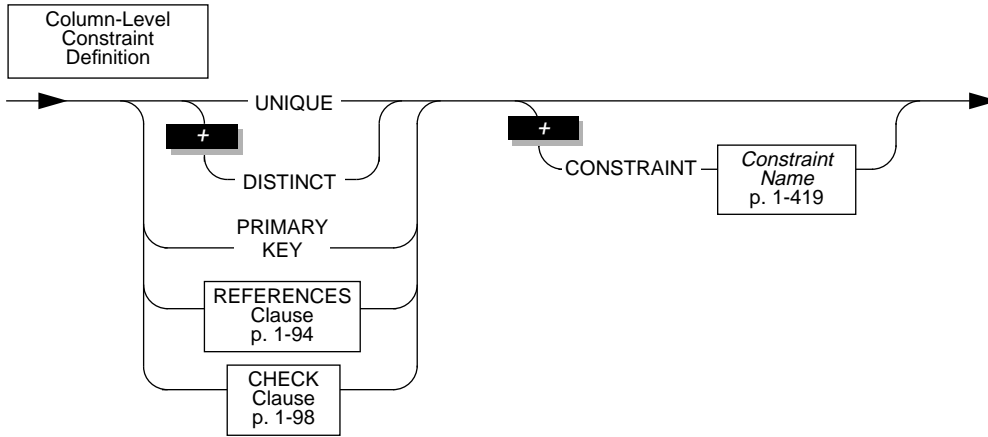 Column-Level
Constraint
Definition
UNIQUE
+
DISTINCT
PRIMARY
KEY
REFERENCES
Clause
p. 1-94
CHECK
Clause
p. 1-98
+
CONSTRAINT
Constraint
Name
p. 1-419